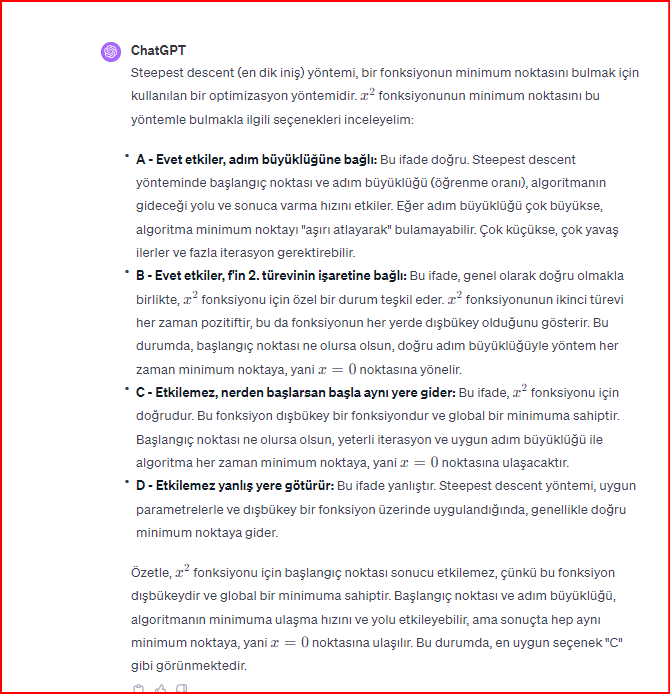 ChatGPT
Steepest descent (en dik iniş) yöntemi, bir fonksiyonun minimum noktasını bulmak için
kullanılan bir optimizasyon yöntemidir. x² fonksiyonunun minimum noktasını bu
yöntemle bulmakla ilgili seçenekleri inceleyelim:
• A - Evet etkiler, adım büyüklüğüne bağlı: Bu ifade doğru. Steepest descent
yönteminde başlangıç noktası ve adım büyüklüğü (öğrenme oranı), algoritmanın
gideceği yolu ve sonuca varma hızını etkiler. Eğer adım büyüklüğü çok büyükse,
algoritma minimum noktayı "aşırı atlayarak" bulamayabilir. Çok küçükse, çok yavaş
ilerler ve fazla iterasyon gerektirebilir.
• B - Evet etkiler, f'in 2. türevinin işaretine bağlı: Bu ifade, genel olarak doğru olmakla
birlikte, x² fonksiyonu için özel bir durum teşkil eder. x² fonksiyonunun ikinci türevi
her zaman pozitiftir, bu da fonksiyonun her yerde dışbükey olduğunu gösterir. Bu
durumda, başlangıç noktası ne olursa olsun, doğru adım büyüklüğüyle yöntem her
zaman minimum noktaya, yani x = 0 noktasına yönelir.
• C - Etkilemez, nerden başlarsan başla aynı yere gider: Bu ifade, x² fonksiyonu için
doğrudur. Bu fonksiyon dışbükey bir fonksiyondur ve global bir minimuma sahiptir.
Başlangıç noktası ne olursa olsun, yeterli iterasyon ve uygun adım büyüklüğü ile
algoritma her zaman minimum noktaya, yani x = 0 noktasına ulaşacaktır.
• D - Etkilemez yanlış yere götürür: Bu ifade yanlıştır. Steepest descent yöntemi, uygun
parametrelerle ve dışbükey bir fonksiyon üzerinde uygulandığında, genellikle doğru
minimum noktaya gider.
Özetle, x² fonksiyonu için başlangıç noktası sonucu etkilemez, çünkü bu fonksiyon
dışbükeydir ve global bir minimuma sahiptir. Başlangıç noktası ve adım büyüklüğü,
algoritmanın minimuma ulaşma hızını ve yolu etkileyebilir, ama sonuçta hep aynı
minimum noktaya, yani x = 0 noktasına ulaşılır. Bu durumda, en uygun seçenek "C"
gibi görünmektedir.